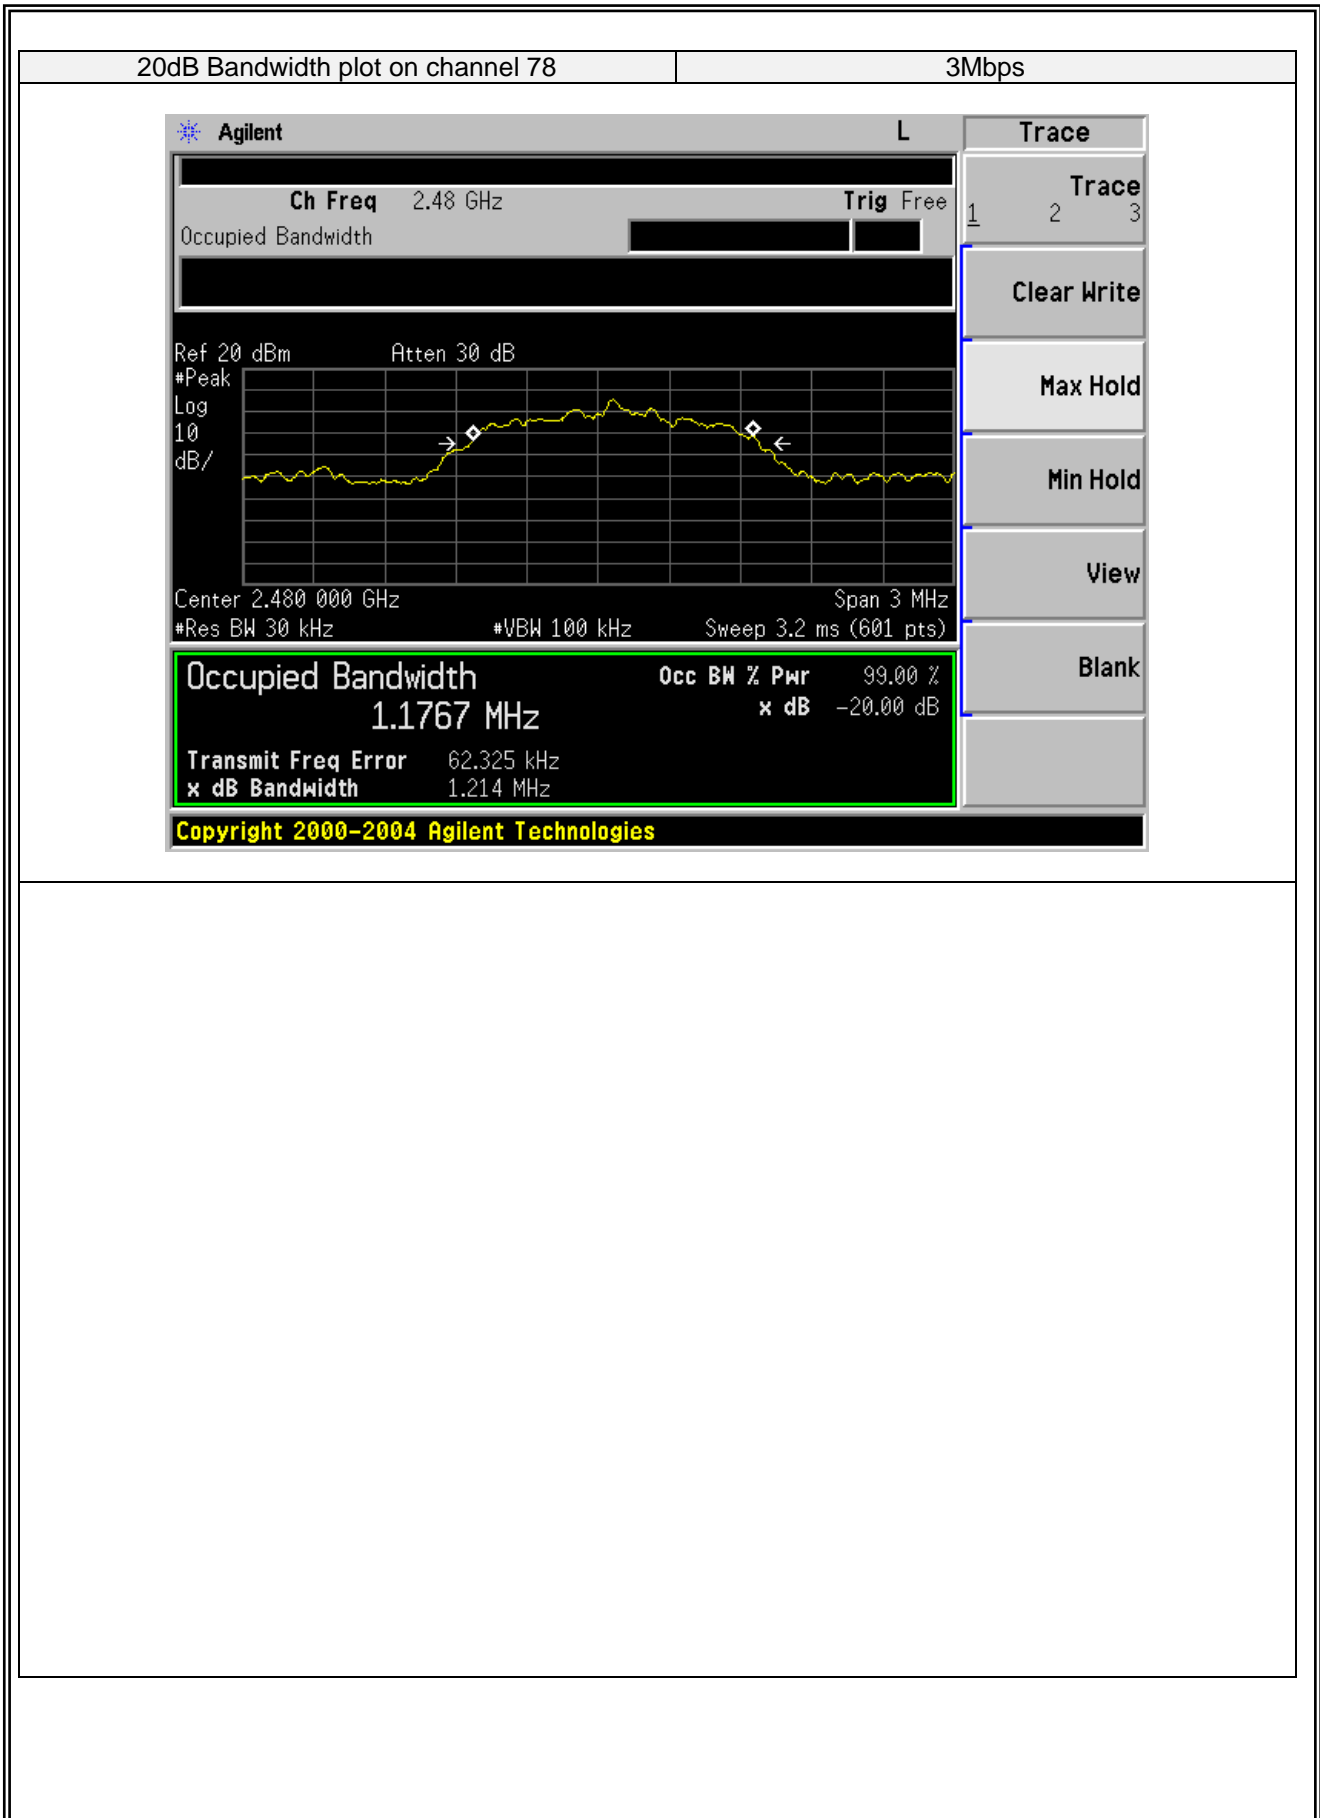 20dB Bandwidth plot on channel 78 3Mbps
Agilent L Trace
Ch Freq 2.48 GHz Trig Free
Occupied Bandwidth
Trace
1 2 3
Clear Write
Ref 20 dBm Atten 30 dB
#Peak
Log
10
dB/
Max Hold
Min Hold
View
Center 2.480 000 GHz Span 3 MHz
#Res BW 30 kHz #VBW 100 kHz Sweep 3.2 ms (601 pts)
Blank
Occupied Bandwidth Occ BW % Pwr 99.00 %
1.1767 MHz x dB -20.00 dB
Transmit Freq Error 62.325 kHz
x dB Bandwidth 1.214 MHz
Copyright 2000-2004 Agilent Technologies